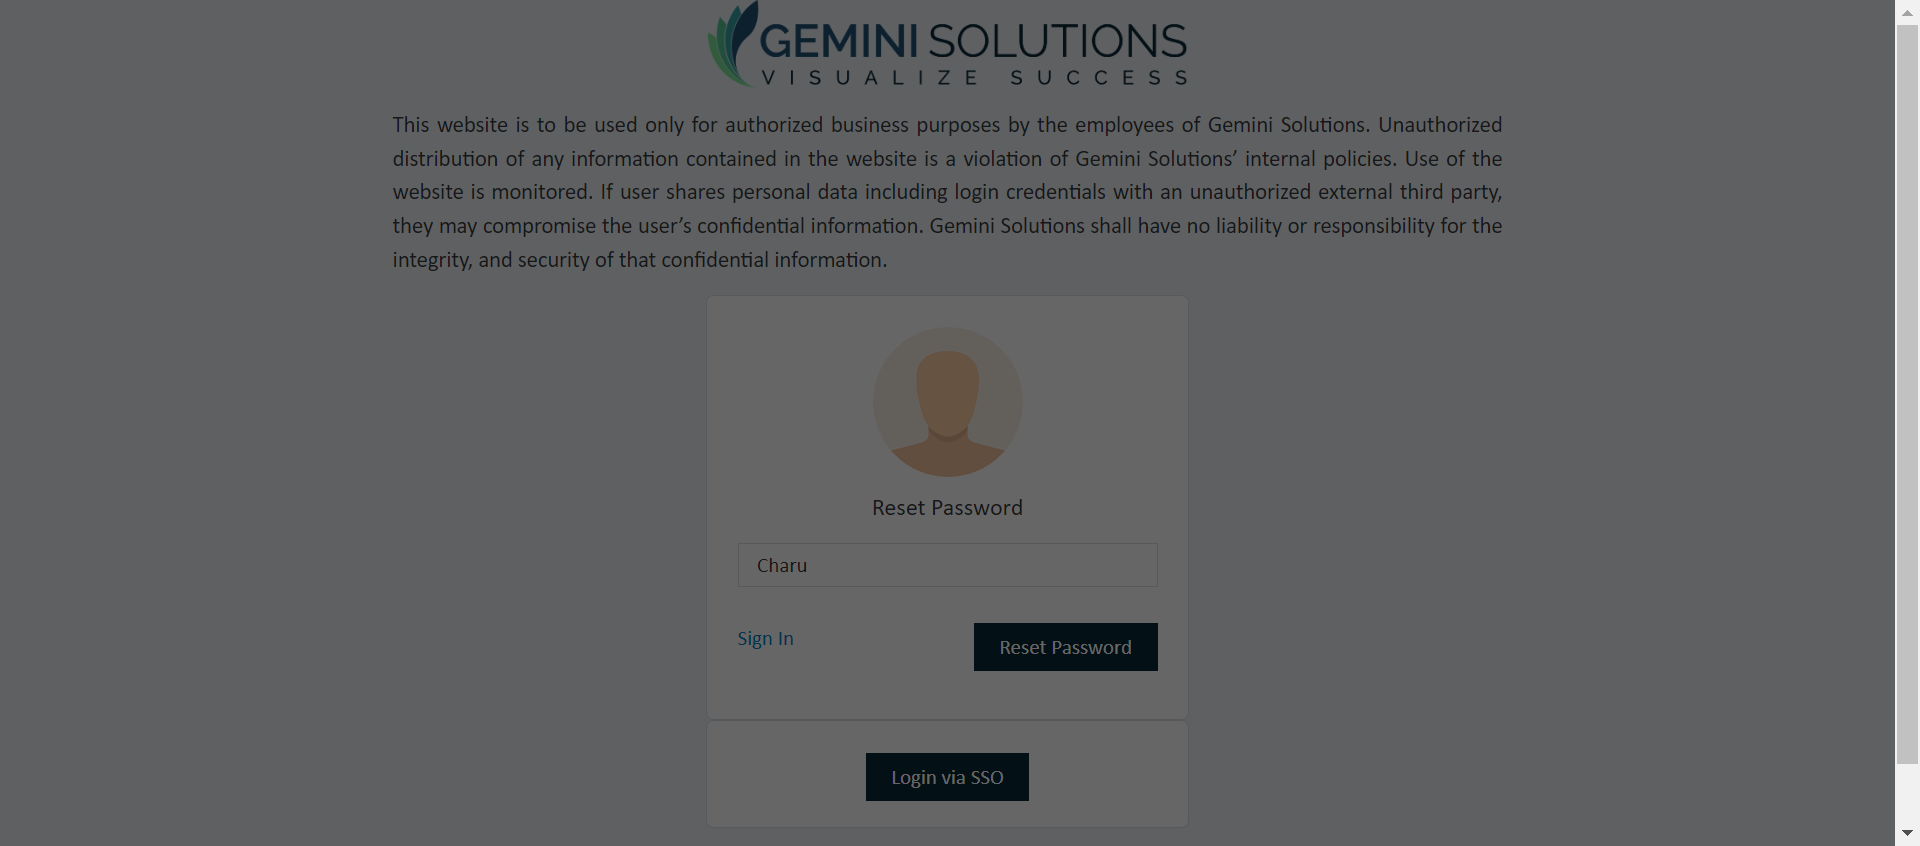 GEMINI SOLUTIONS
VISUALIZE SUCCESS
This website is to be used only for authorized business purposes by the employees of Gemini Solutions. Unauthorized
distribution of any information contained in the website is a violation of Gemini Solutions’ internal policies. Use of the
website is monitored. If user shares personal data including login credentials with an unauthorized external third party,
they may compromise the user’s confidential information. Gemini Solutions shall have no liability or responsibility for the
integrity, and security of that confidential information.
Reset Password
Charu
Sign In
Reset Password
Login via SSO